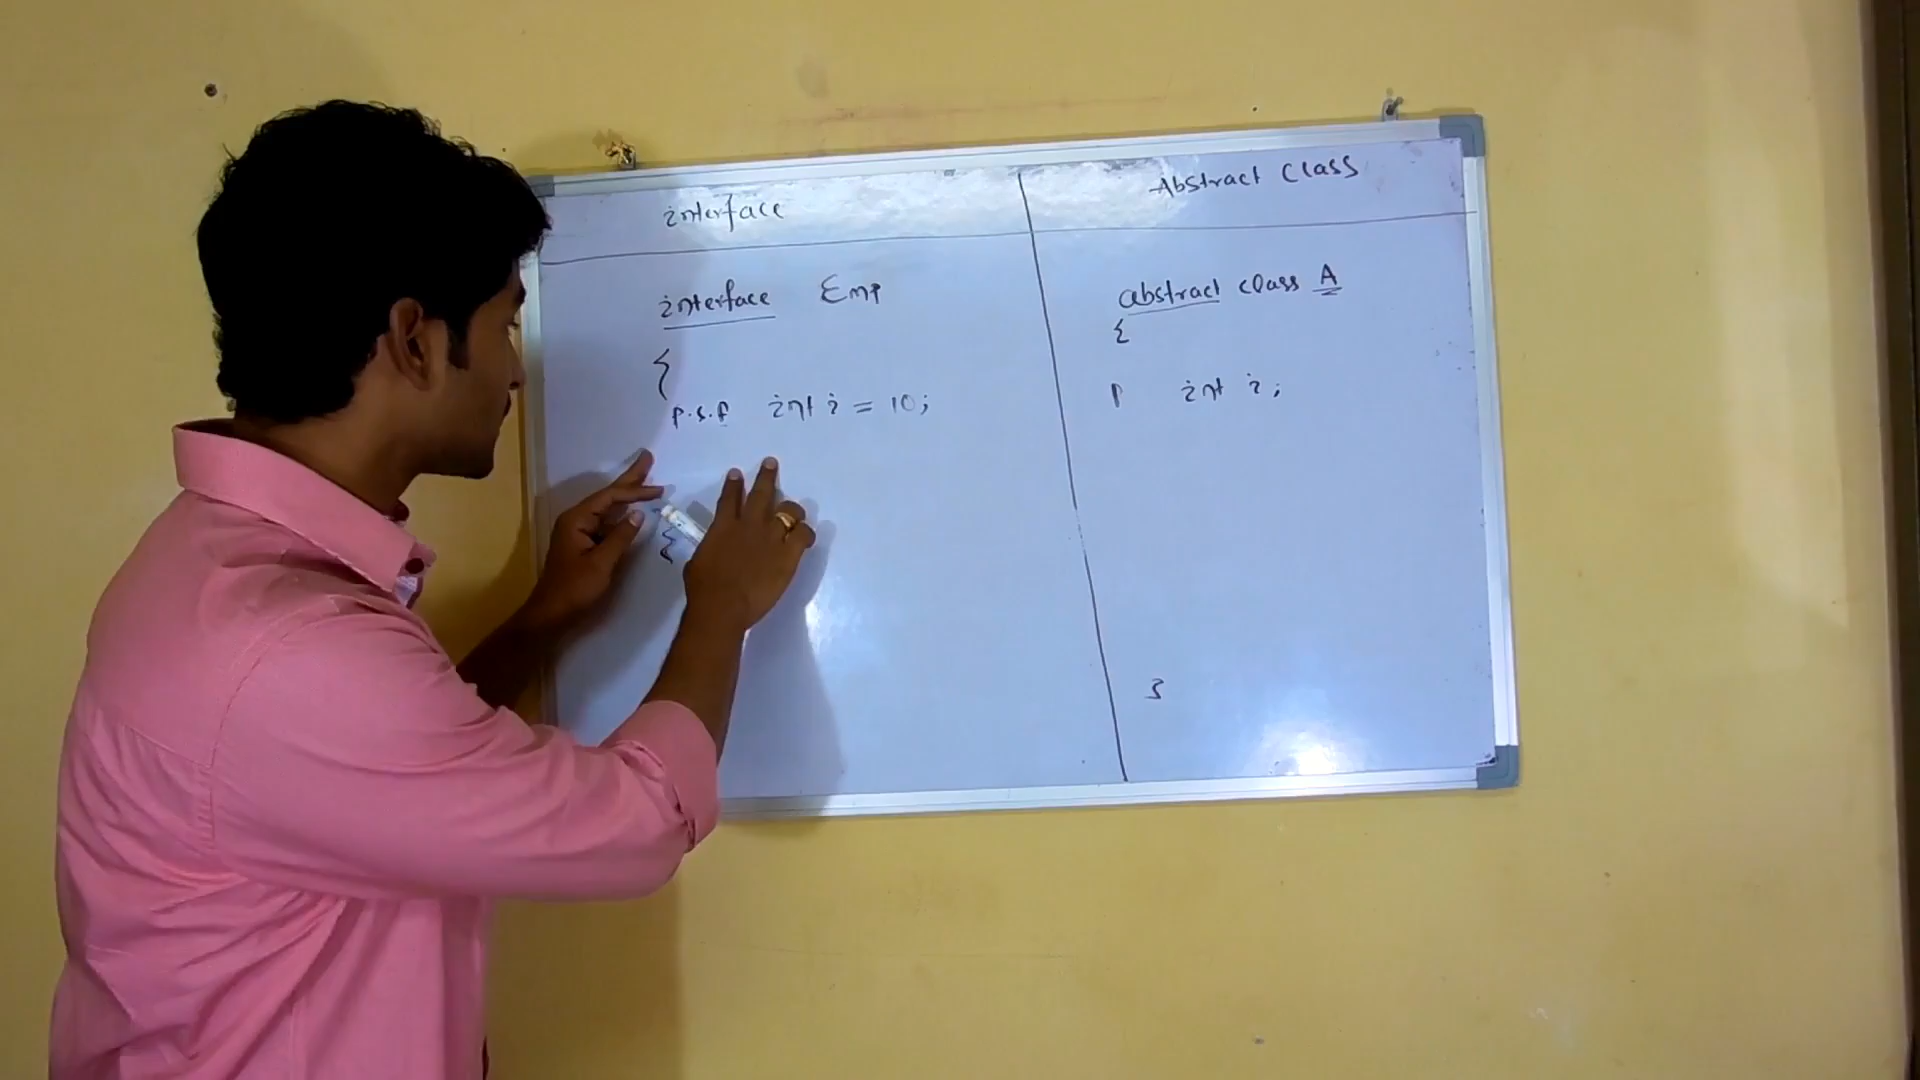 interface
interface Emp
{
p.s.f int i = 10;
}
Abstract Class
abstract class A
{
p int i;
}